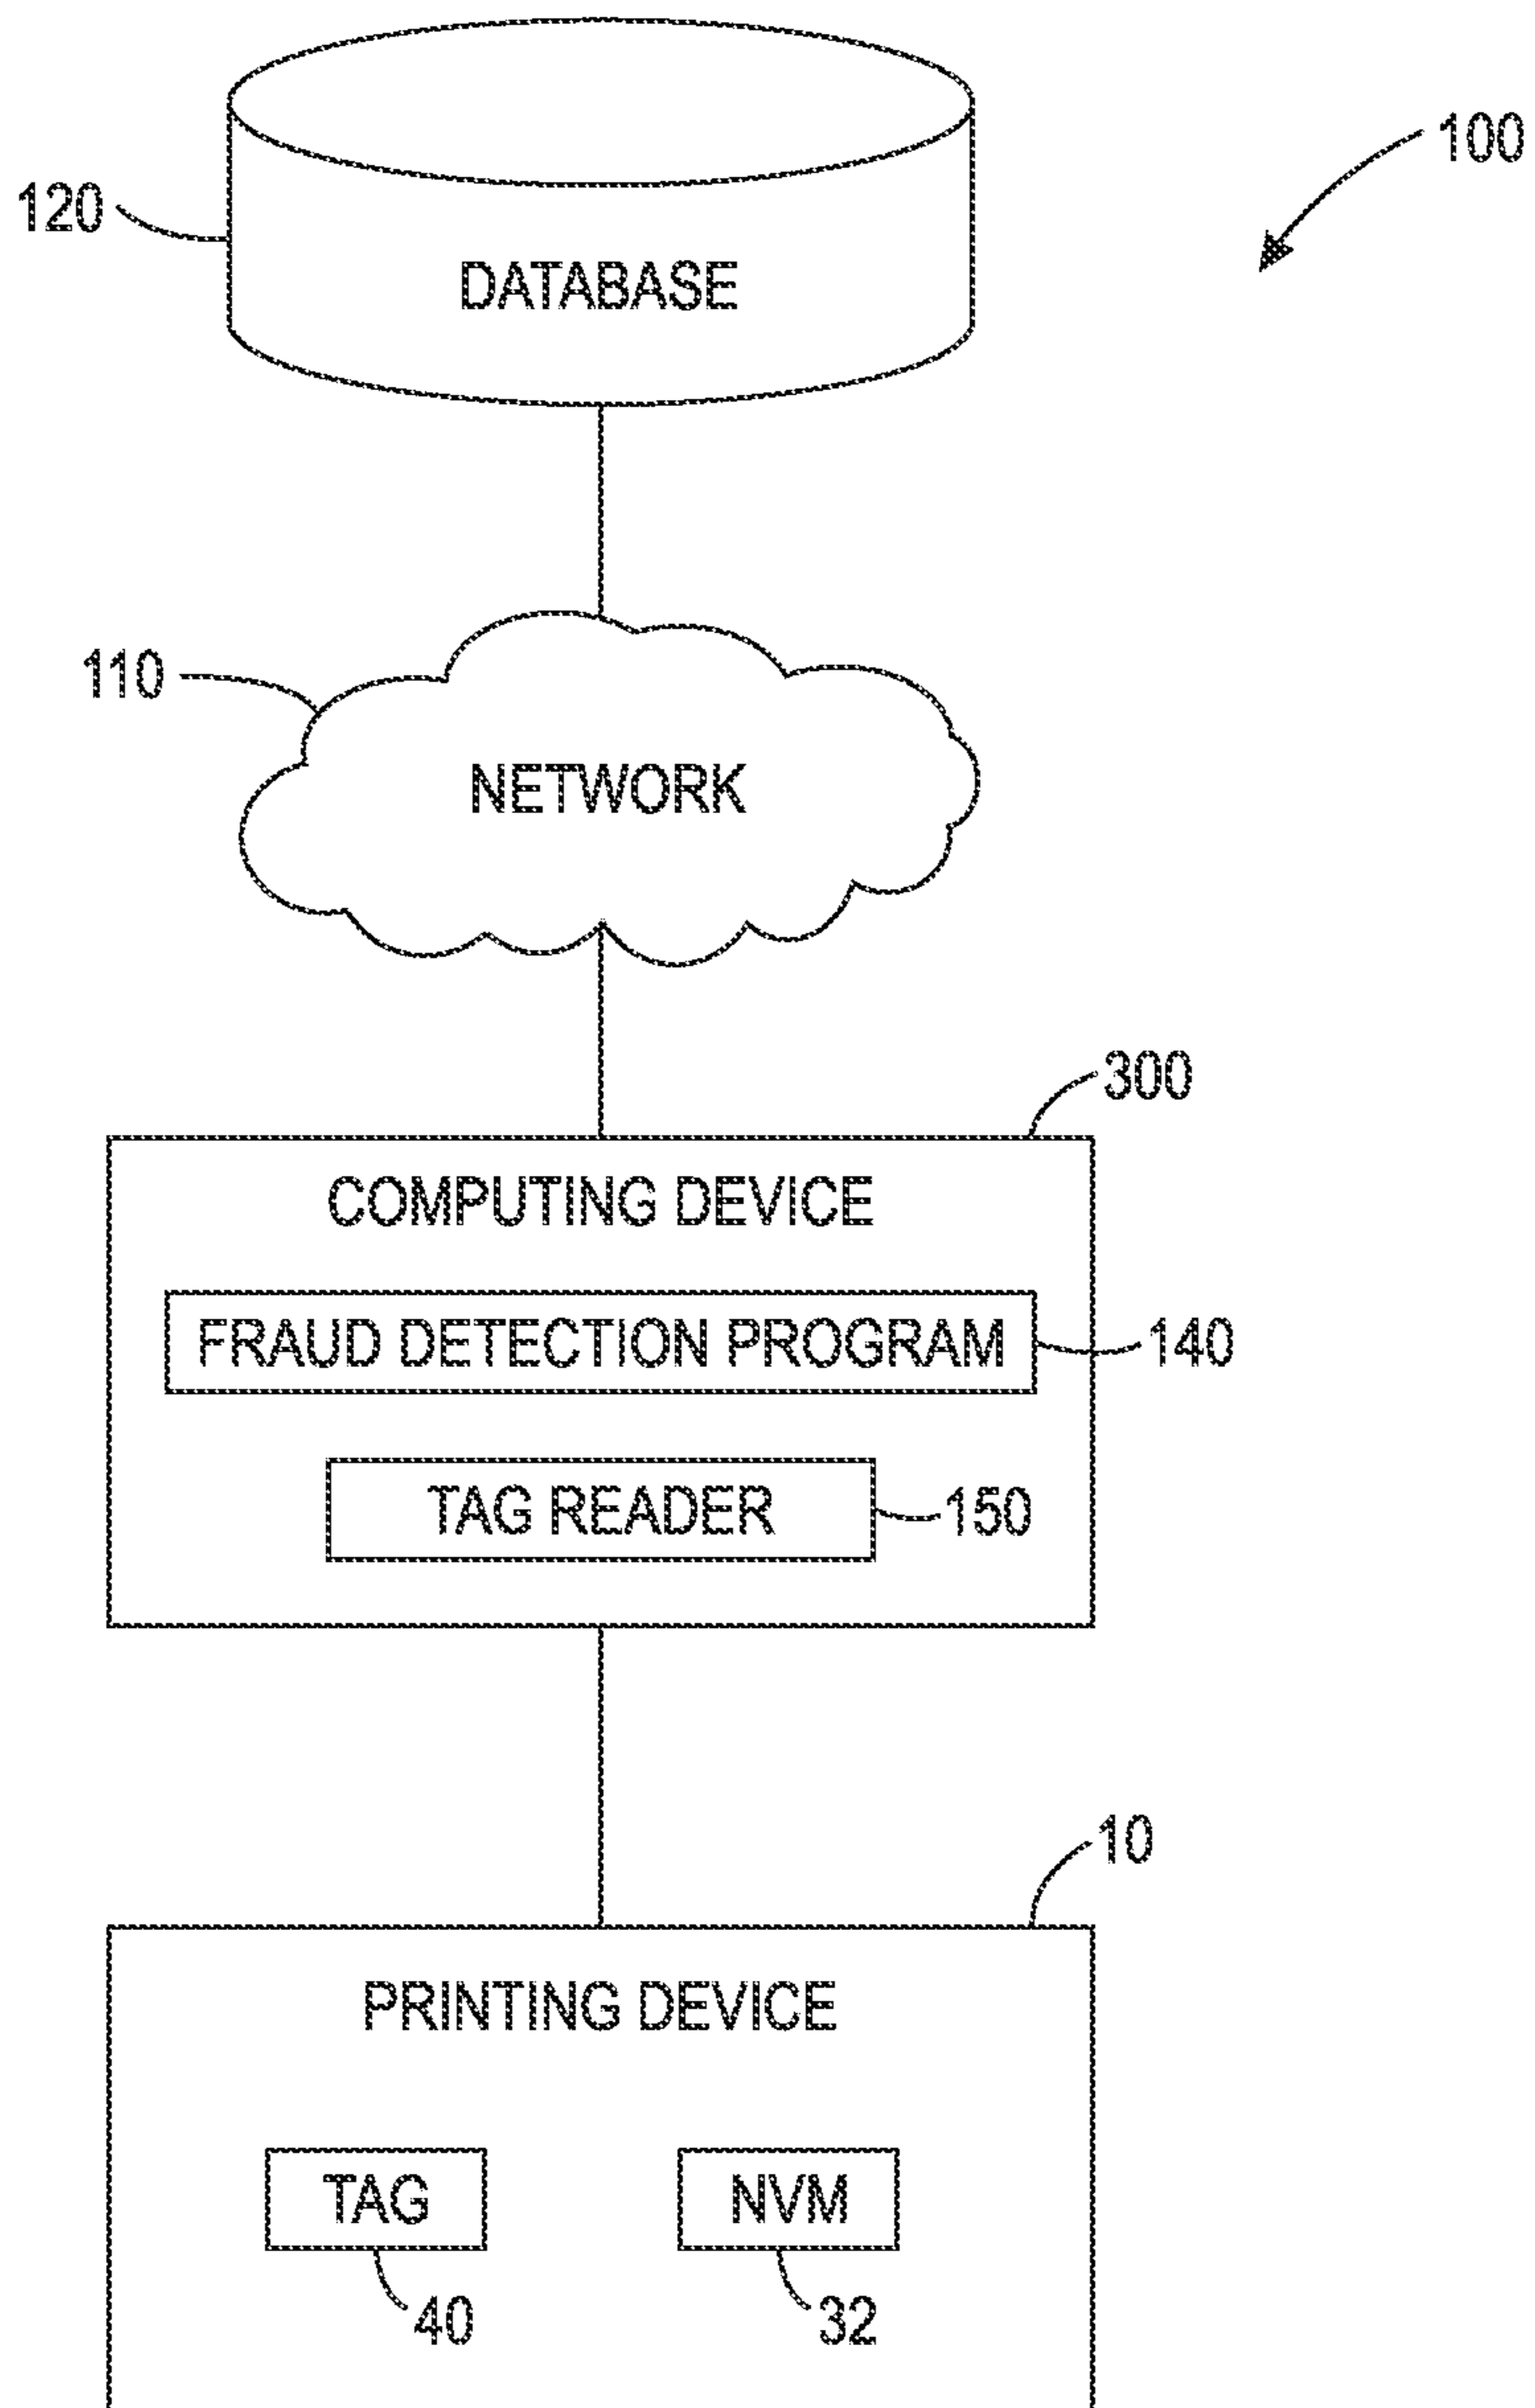 100
120
DATABASE
110
NETWORK
300
COMPUTING DEVICE
FRAUD DETECTION PROGRAM
140
TAG READER
150
10
PRINTING DEVICE
TAG
NVM
40
32